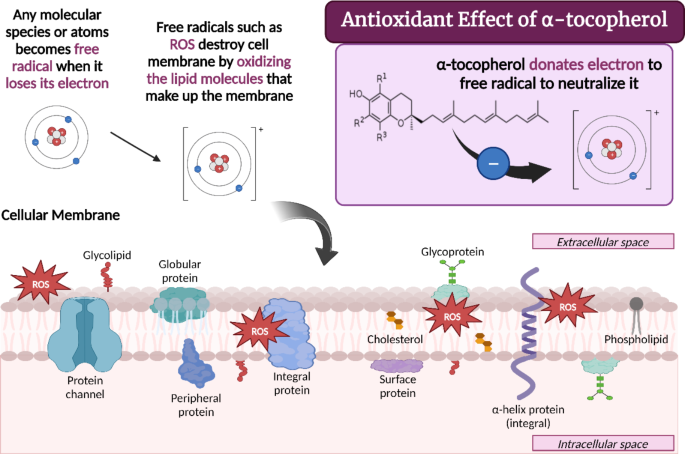 Any molecular
species or atoms
becomes free
radical when it
loses its electron
Free radicals such as
ROS destroy cell
membrane by oxidizing
the lipid molecules that
make up the membrane
+
Antioxidant Effect of α-tocopherol
α-tocopherol donates electron to
free radical to neutralize it
R¹
HO
R²
O
R³
−
+
Cellular Membrane
Extracellular space
ROS
Glycolipid
Globular
protein
Glycoprotein
ROS
ROS
ROS
Cholesterol
Phospholipid
Protein
channel
Peripheral
protein
Integral
protein
Surface
protein
α-helix protein
(integral)
Intracellular space